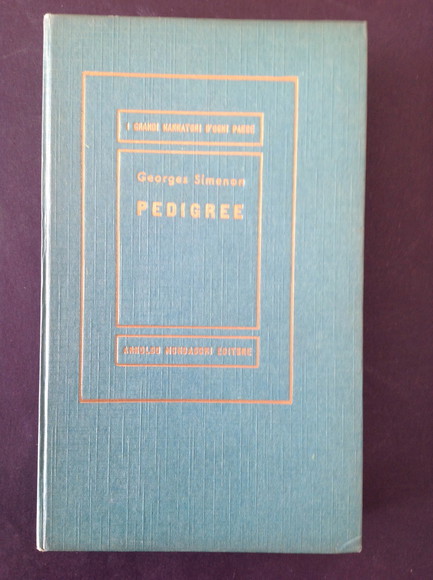 I GRANDI NARRATORI D'OGNI PAESE
Georges Simenon
PEDIGREE
ARNOLDO MONDADORI EDITORE